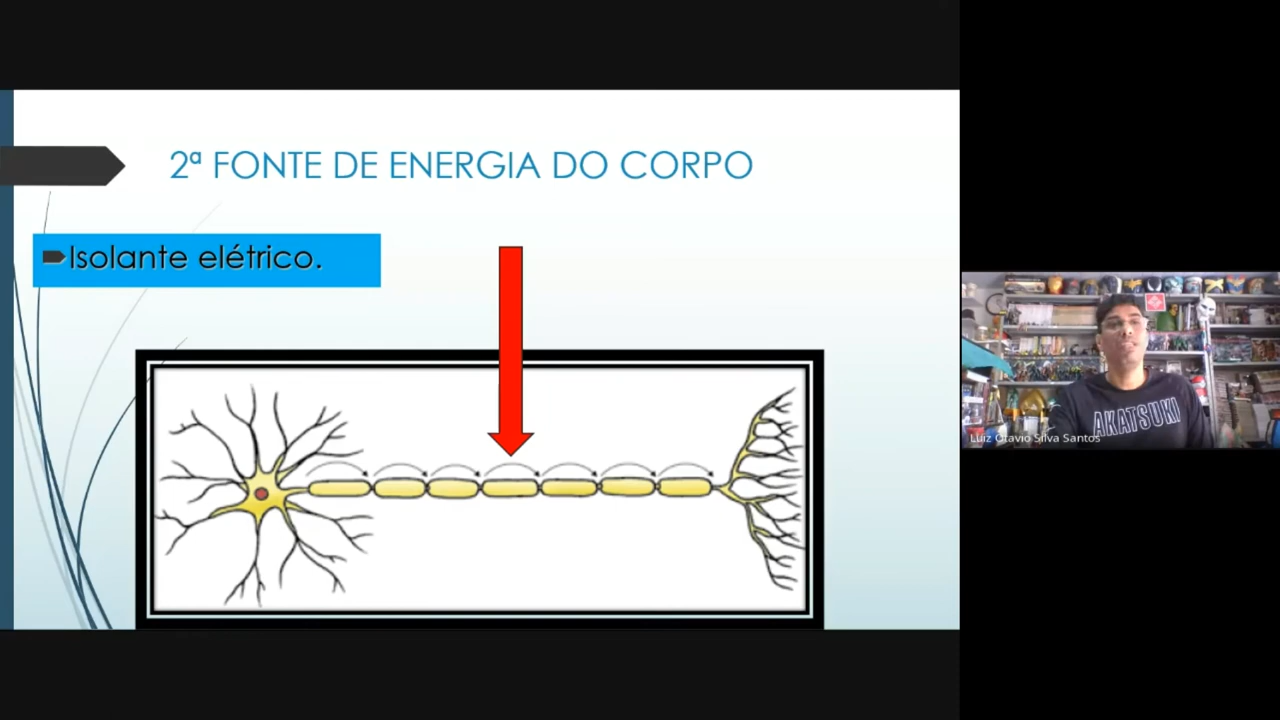 2ª FONTE DE ENERGIA DO CORPO
Isolante elétrico.
AKATSUKI
Luiz Otavio Silva Santos